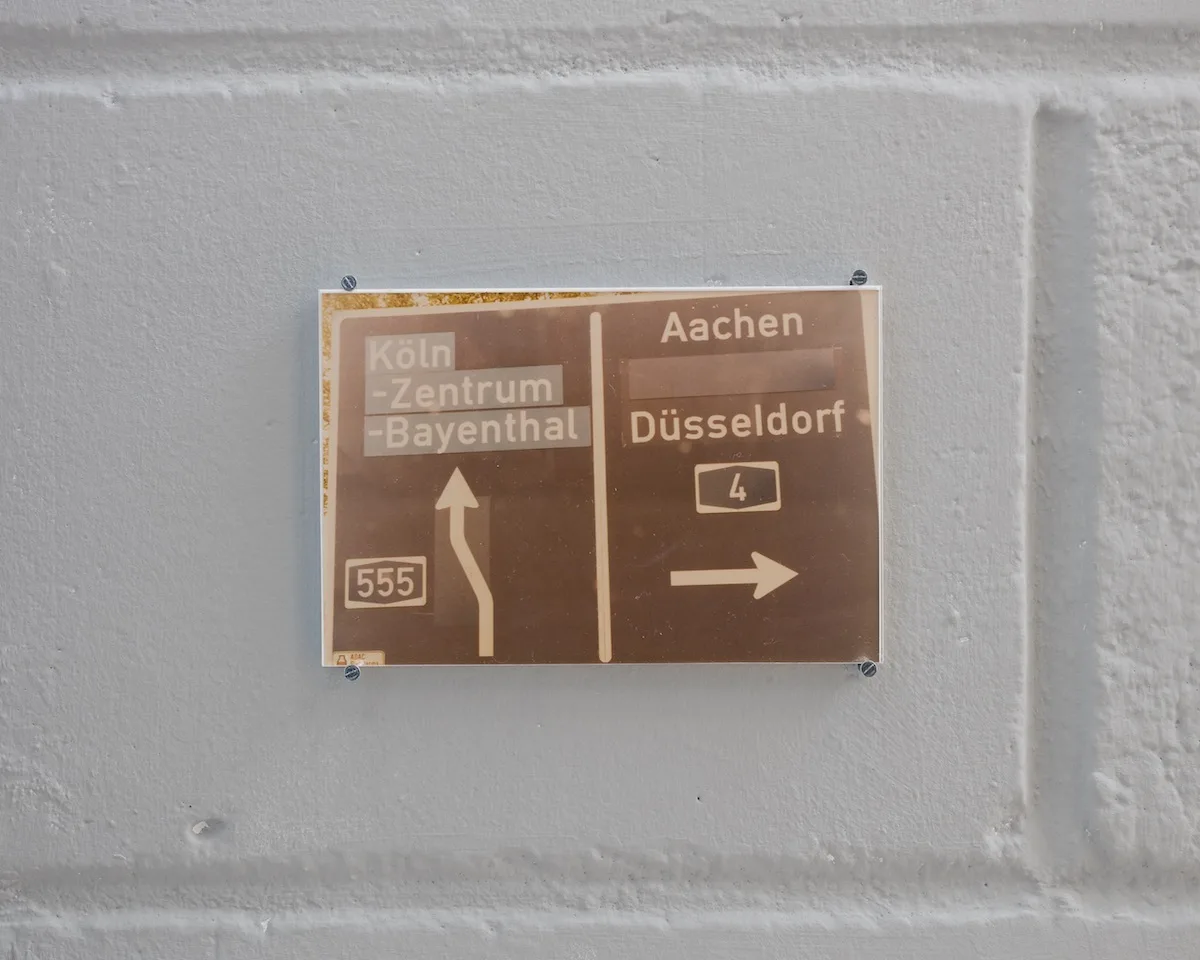 Köln
-Zentrum
-Bayenthal
555
Aachen
Düsseldorf
4